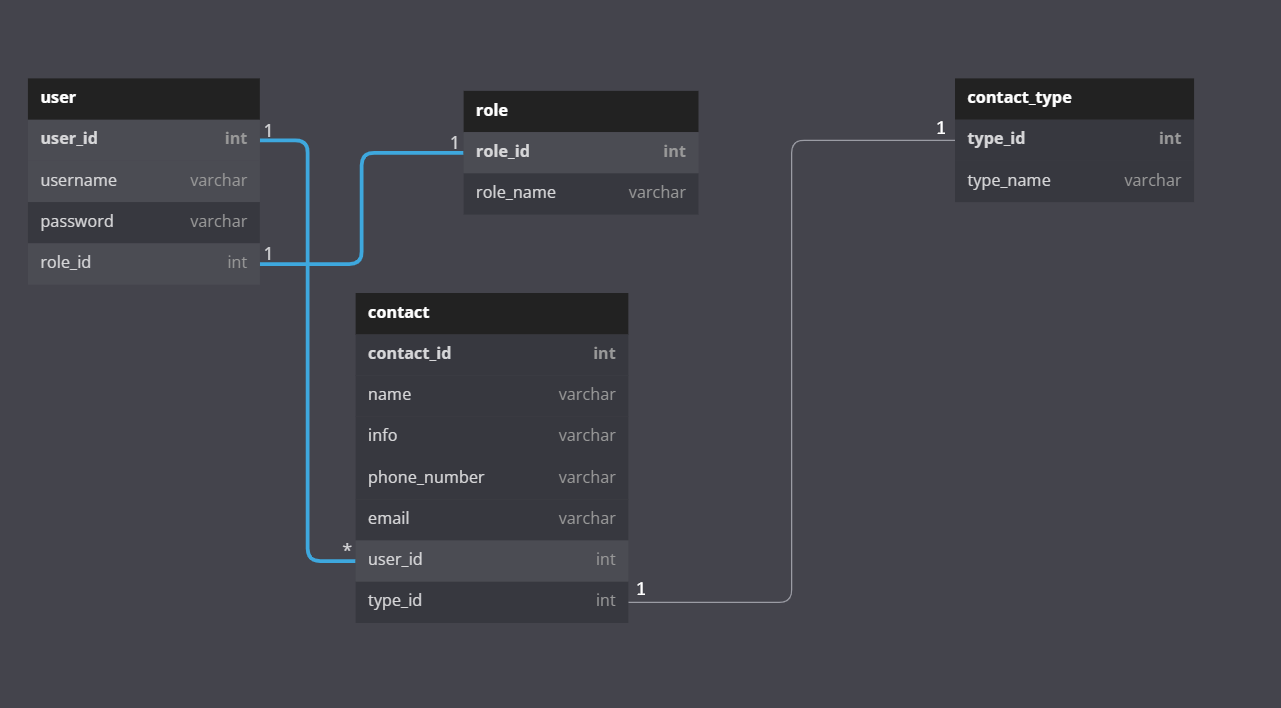 user
user_id int
username varchar
password varchar
role_id int
1
1
1
role
role_id int
role_name varchar
contact
contact_id int
name varchar
info varchar
phone_number varchar
email varchar
* user_id int
type_id int 1
1
contact_type
type_id int
type_name varchar